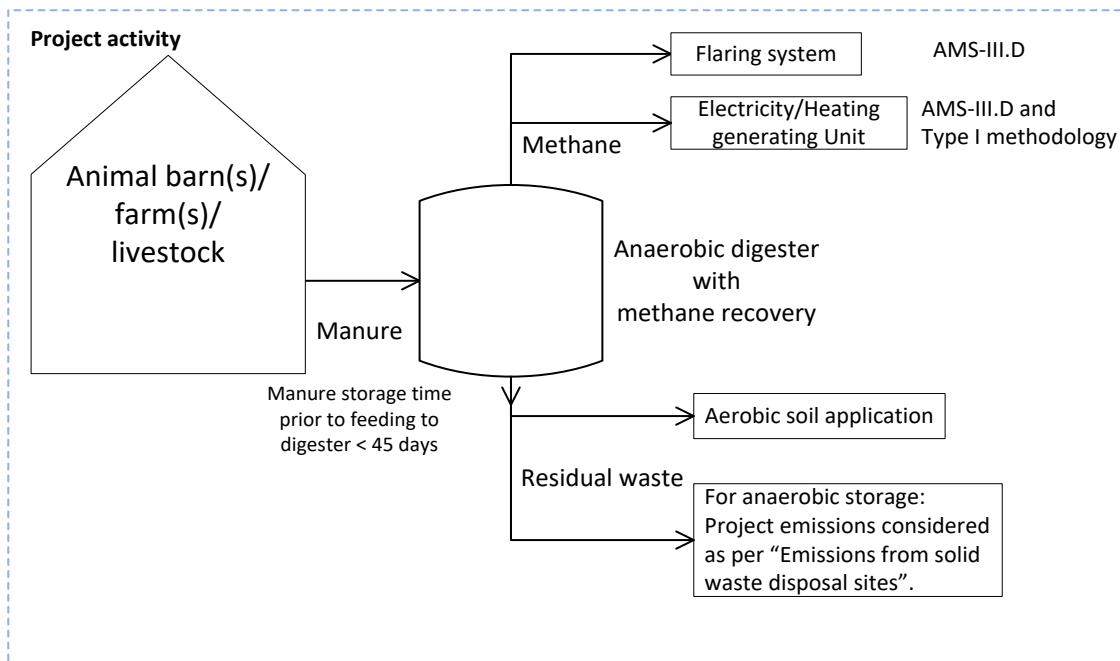 Project activity
Animal barn(s)/
farm(s)/
livestock
Manure
Manure storage time
prior to feeding to
digester < 45 days
Methane
Flaring system
AMS-III.D
Electricity/Heating
generating Unit
AMS-III.D and
Type I methodology
Anaerobic digester
with
methane recovery
Residual waste
Aerobic soil application
For anaerobic storage:
Project emissions considered
as per “Emissions from solid
waste disposal sites”.